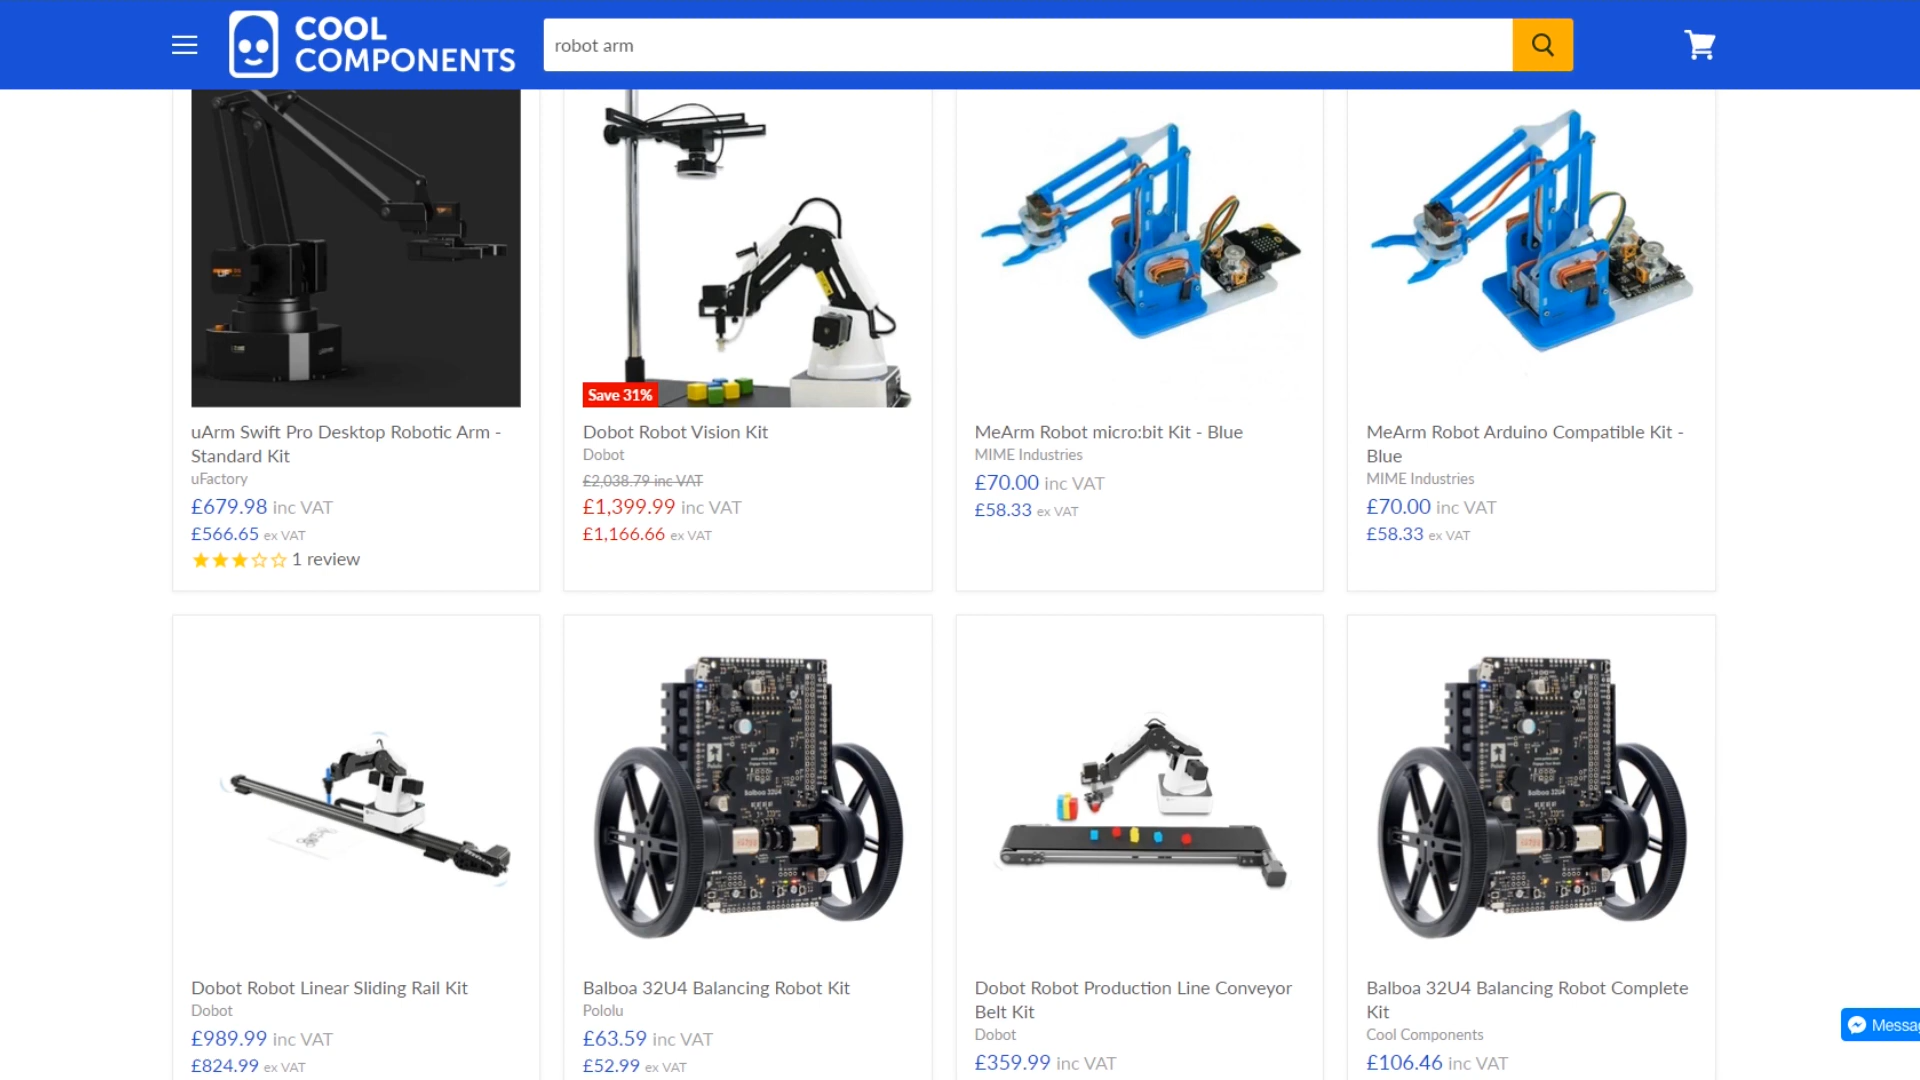 COOL
COMPONENTS
robot arm
Save 31%
uArm Swift Pro Desktop Robotic Arm -
Standard Kit
uFactory
£679.98 inc VAT
£566.65 ex VAT
1 review
Dobot Robot Vision Kit
Dobot
£2,038.79 inc VAT
£1,399.99 inc VAT
£1,166.66 ex VAT
MeArm Robot micro:bit Kit - Blue
MIME Industries
£70.00 inc VAT
£58.33 ex VAT
MeArm Robot Arduino Compatible Kit -
Blue
MIME Industries
£70.00 inc VAT
£58.33 ex VAT
Dobot Robot Linear Sliding Rail Kit
Dobot
£989.99 inc VAT
£824.99 ex VAT
Balboa 32U4 Balancing Robot Kit
Pololu
£63.59 inc VAT
£52.99 ex VAT
Dobot Robot Production Line Conveyor
Belt Kit
Dobot
£359.99 inc VAT
Balboa 32U4 Balancing Robot Complete
Kit
Cool Components
£106.46 inc VAT
Messag